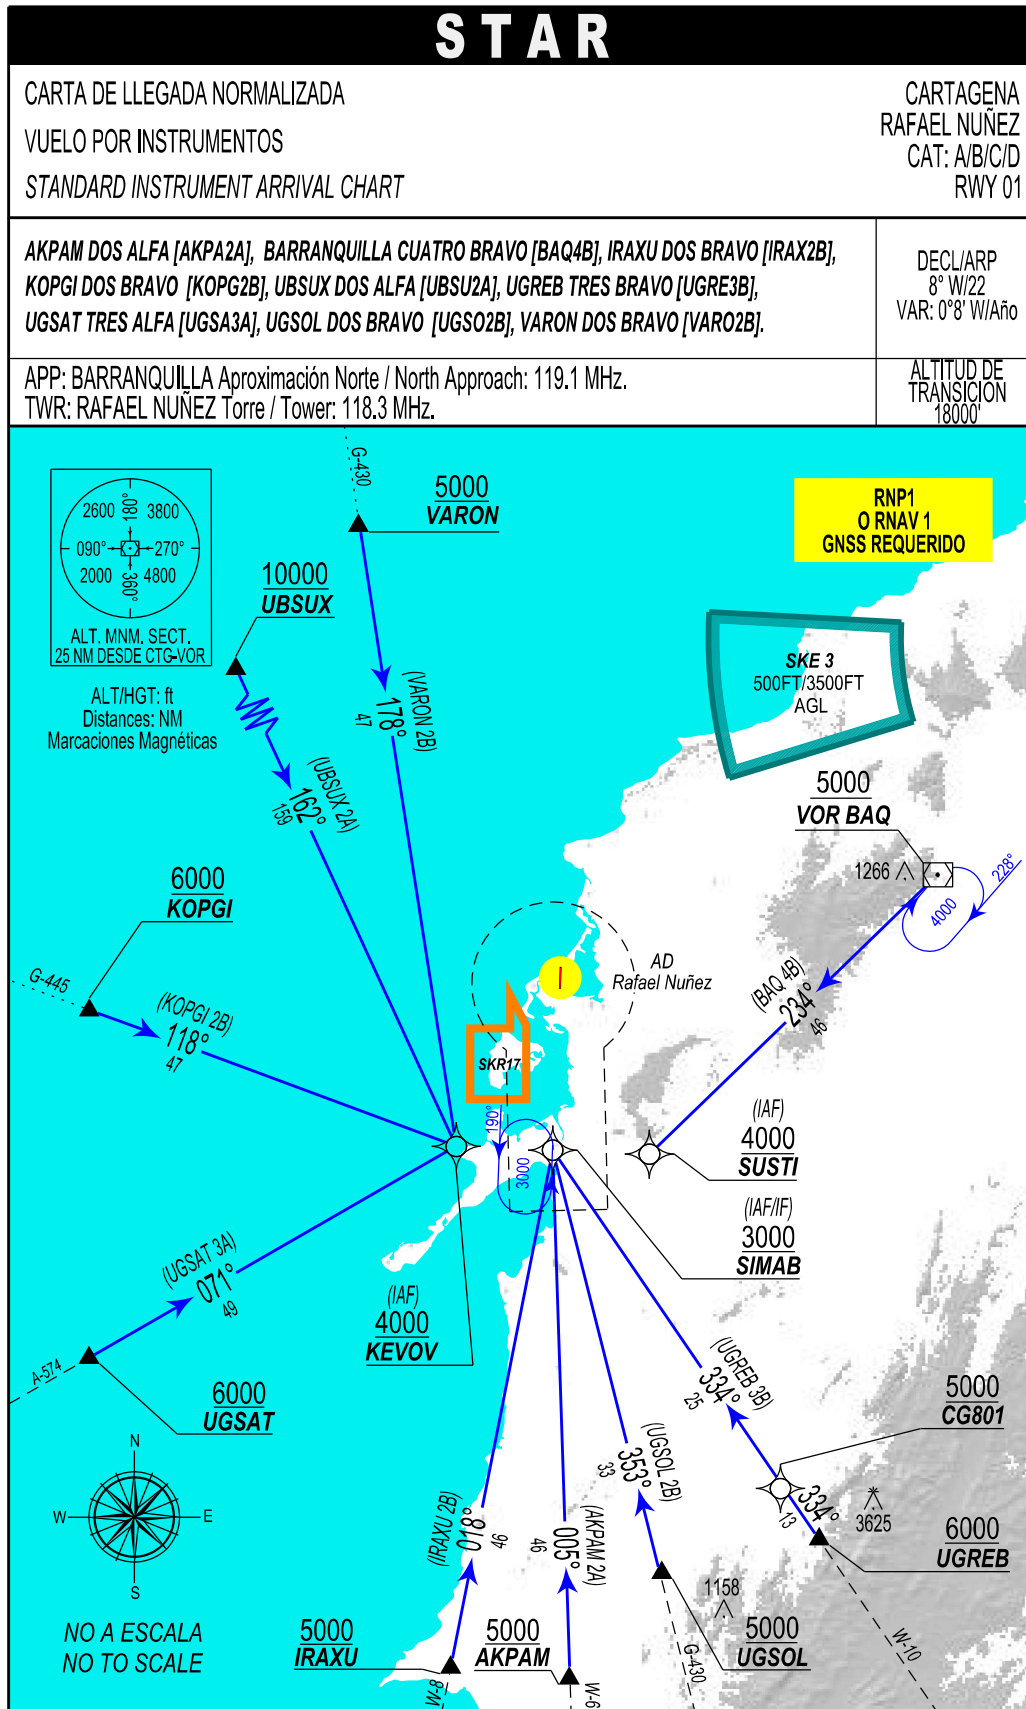 STAR
CARTA DE LLEGADA NORMALIZADA
VUELO POR INSTRUMENTOS
STANDARD INSTRUMENT ARRIVAL CHART
CARTAGENA
RAFAEL NUÑEZ
CAT: A/B/C/D
RWY 01
AKPAM DOS ALFA [AKPA2A], BARRANQUILLA CUATRO BRAVO [BAQ4B], IRAXU DOS BRAVO [IRAX2B],
KOPGI DOS BRAVO [KOPG2B], UBSUX DOS ALFA [UBSU2A], UGREB TRES BRAVO [UGRE3B],
UGSAT TRES ALFA [UGSA3A], UGSOL DOS BRAVO [UGSO2B], VARON DOS BRAVO [VARO2B].
DECL/ARP
8° W/22
VAR: 0°8' W/Año
APP: BARRANQUILLA Aproximación Norte / North Approach: 119.1 MHz.
TWR: RAFAEL NUÑEZ Torre / Tower: 118.3 MHz.
ALTITUD DE
TRANSICION
18000'
2600 180° 3800
090° 270°
2000 360° 4800
ALT. MNM. SECT.
25 NM DESDE CTG-VOR
ALT/HGT: ft
Distances: NM
Marcaciones Magnéticas
G-430
5000
VARON
RNP1
O RNAV 1
GNSS REQUERIDO
10000
UBSUX
SKE 3
500FT/3500FT
AGL
(VARON 2B)
178°
47
(UBSUX 2A)
162°
159
5000
VOR BAQ
1266
228°
4000
6000
KOPGI
G-445
(KOPGI 2B)
118°
47
AD
Rafael Nuñez
(BAQ 4B)
234°
46
SKR17
190°
3000
(IAF)
4000
SUSTI
(IAF/IF)
3000
SIMAB
(UGSAT 3A)
071°
49
(IAF)
4000
KEVOV
A-574
6000
UGSAT
(UGREB 3B)
334°
25
5000
CG801
334°
13
3625
6000
UGREB
N
W E
S
(IRAXU 2B)
018°
46
(AKPAM 2A)
005°
46
(UGSOL 2B)
353°
33
1158
5000
UGSOL
NO A ESCALA
NO TO SCALE
5000
IRAXU
5000
AKPAM
W-8
W-6
G-430
W-10